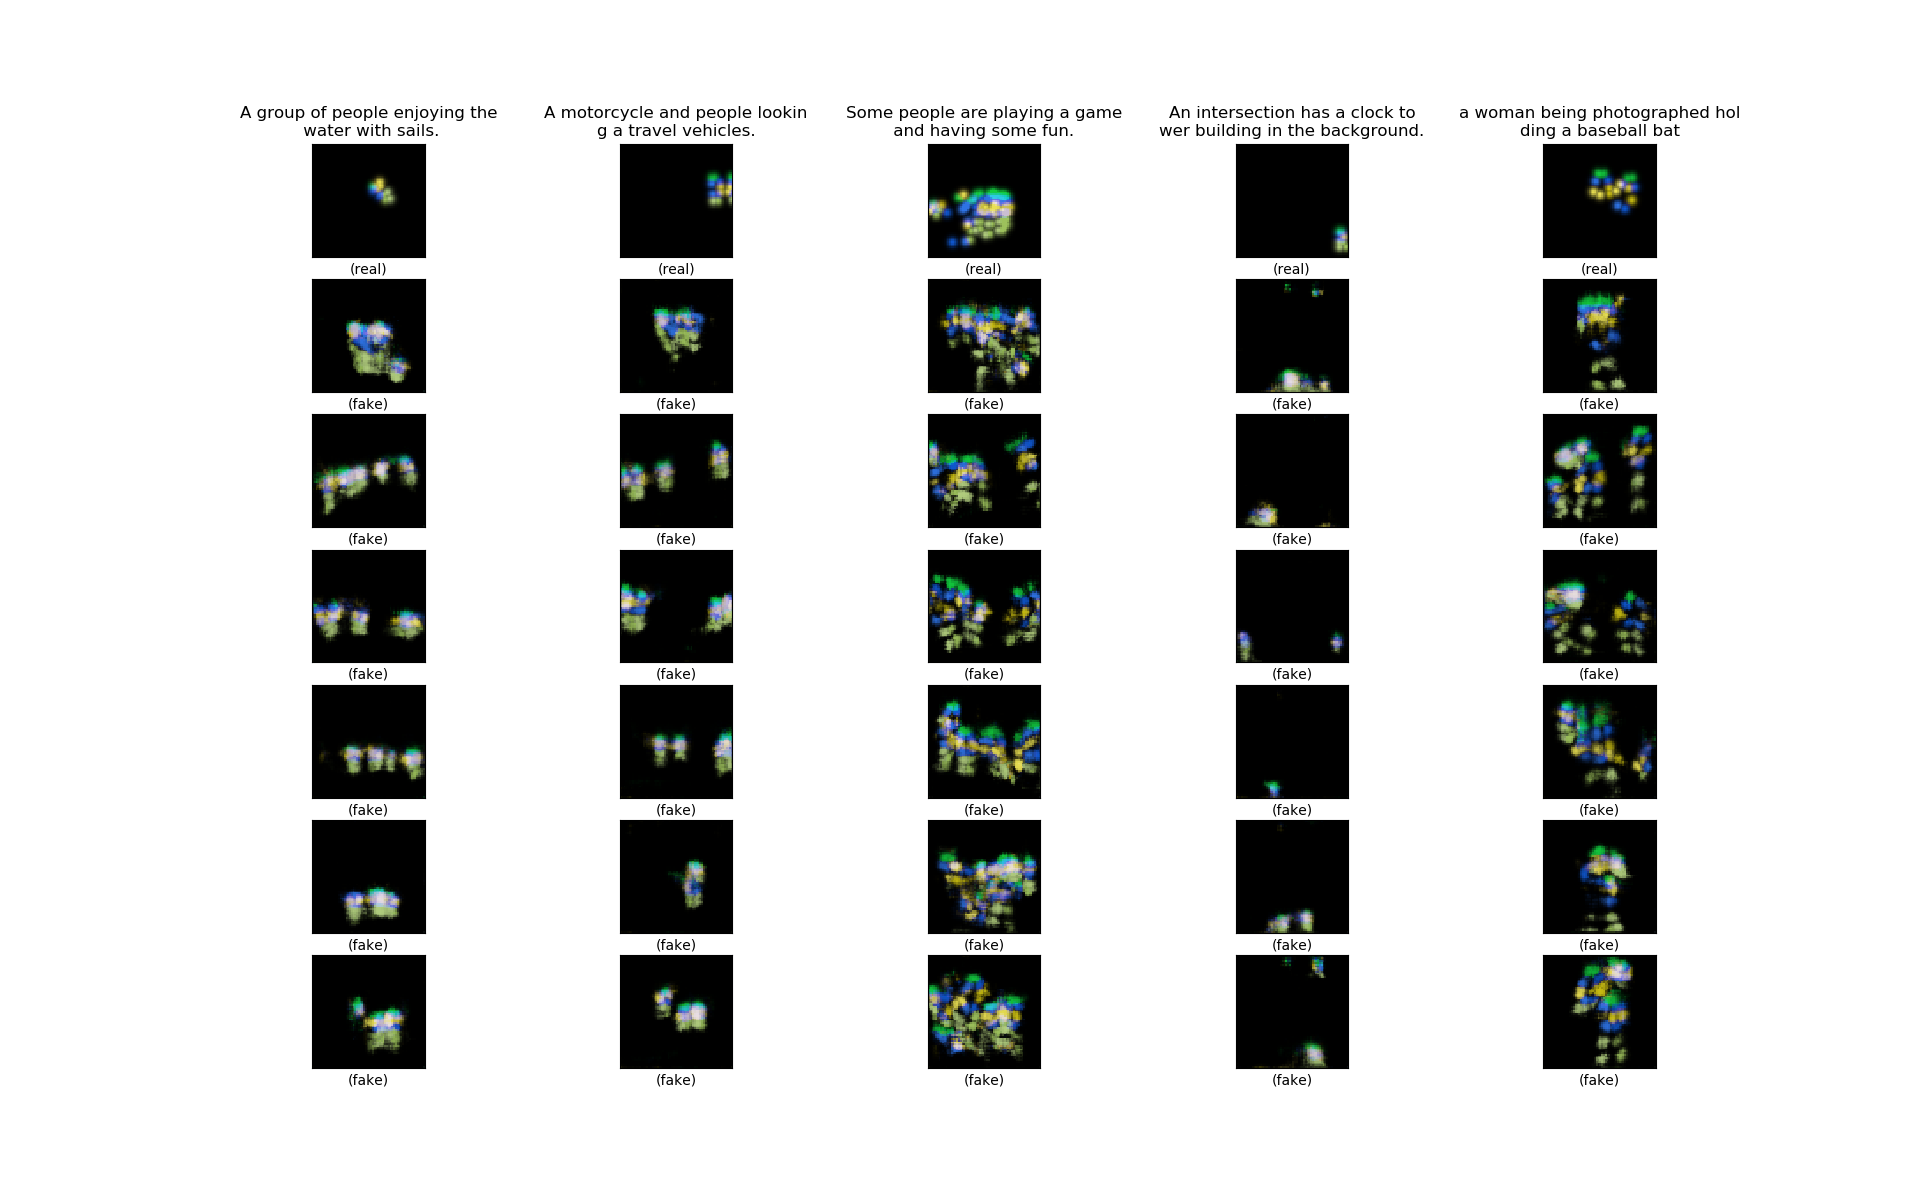 A group of people enjoying the
water with sails.
A motorcycle and people lookin
g a travel vehicles.
Some people are playing a game
and having some fun.
An intersection has a clock to
wer building in the background.
a woman being photographed hol
ding a baseball bat
(real) (real) (real) (real) (real)
(fake) (fake) (fake) (fake) (fake)
(fake) (fake) (fake) (fake) (fake)
(fake) (fake) (fake) (fake) (fake)
(fake) (fake) (fake) (fake) (fake)
(fake) (fake) (fake) (fake) (fake)
(fake) (fake) (fake) (fake) (fake)